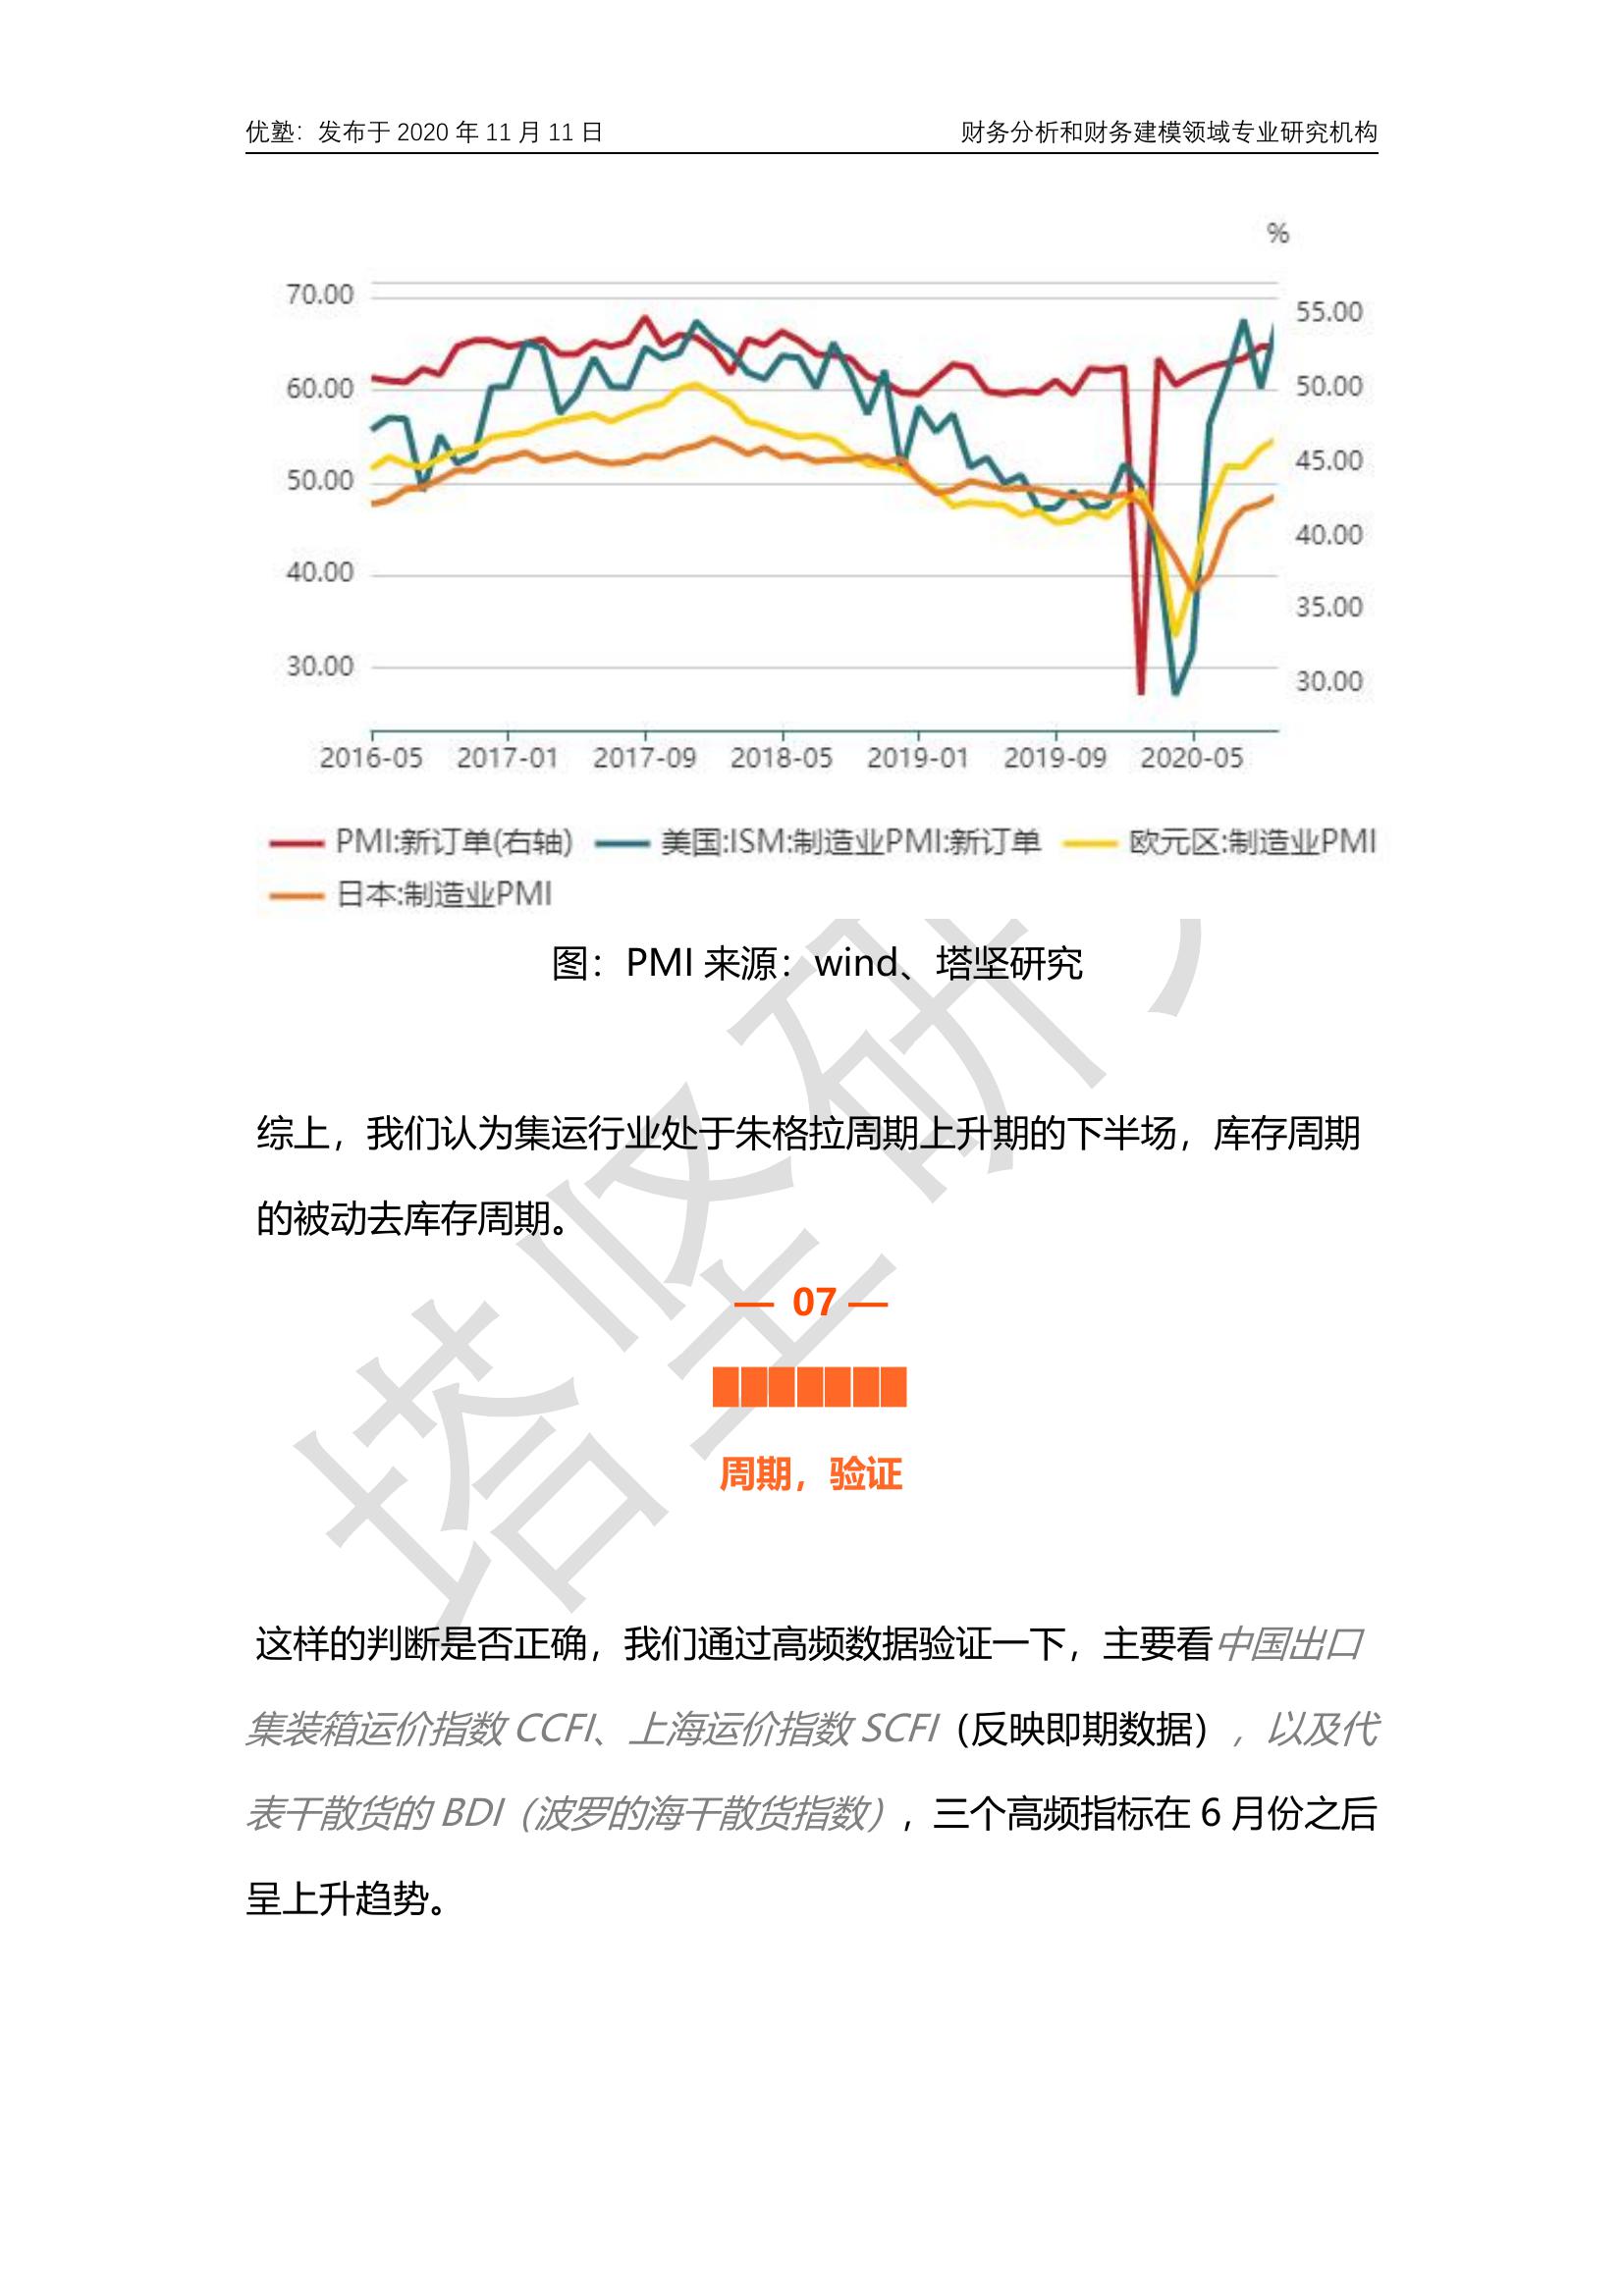 优塾：发布于 2020 年 11 月 11 日 财务分析和财务建模领域专业研究机构
%
70.00
60.00
50.00
40.00
30.00
55.00
50.00
45.00
40.00
35.00
30.00
2016-05 2017-01 2017-09 2018-05 2019-01 2019-09 2020-05
PMI:新订单(右轴) 美国:ISM:制造业PMI:新订单 欧元区:制造业PMI
日本:制造业PMI
图：PMI 来源：wind、塔坚研究
综上，我们认为集运行业处于朱格拉周期上升期的下半场，库存周期
的被动去库存周期。
— 07 —
周期，验证
这样的判断是否正确，我们通过高频数据验证一下，主要看中国出口
集装箱运价指数 CCFI、上海运价指数 SCFI（反映即期数据），以及代
表干散货的 BDI（波罗的海干散货指数），三个高频指标在 6 月份之后
呈上升趋势。
塔坚研